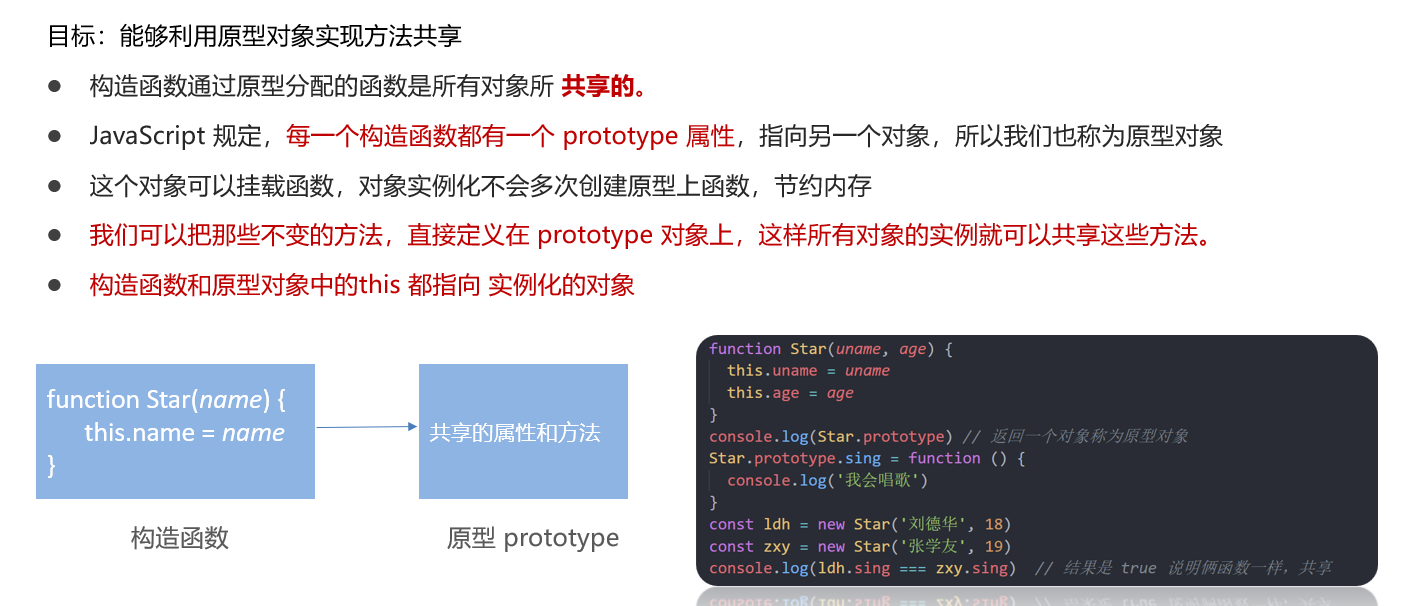 目标：能够利用原型对象实现方法共享
● 构造函数通过原型分配的函数是所有对象所 共享的。
● JavaScript 规定，每一个构造函数都有一个 prototype 属性，指向另一个对象，所以我们也称为原型对象
● 这个对象可以挂载函数，对象实例化不会多次创建原型上函数，节约内存
● 我们可以把那些不变的方法，直接定义在 prototype 对象上，这样所有对象的实例就可以共享这些方法。
● 构造函数和原型对象中的this 都指向 实例化的对象
function Star(name) {
this.name = name
}
构造函数
共享的属性和方法
原型 prototype
function Star(uname, age) {
this.uname = uname
this.age = age
}
console.log(Star.prototype) // 返回一个对象称为原型对象
Star.prototype.sing = function () {
console.log('我会唱歌')
}
const ldh = new Star('刘德华', 18)
const zxy = new Star('张学友', 19)
console.log(ldh.sing === zxy.sing) // 结果是 true 说明俩函数一样，共享